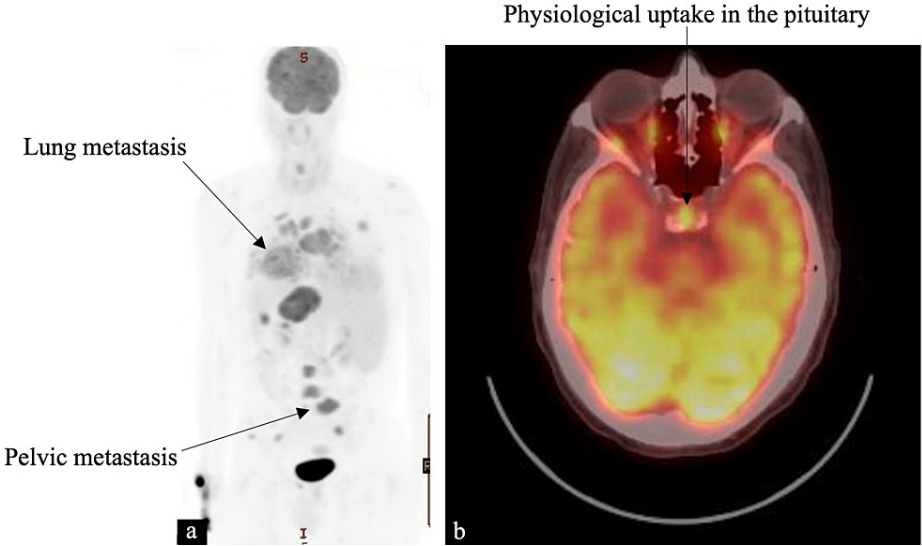 Physiological uptake in the pituitary
S
Lung metastasis
Pelvic metastasis
R
a
I
b